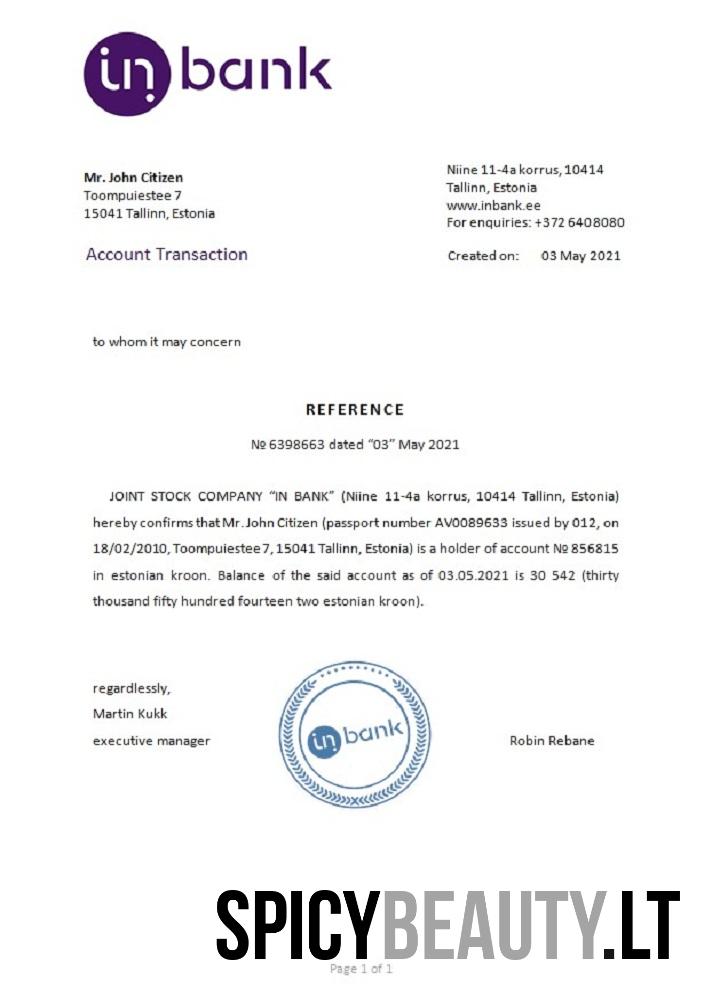 in bank
Mr. John Citizen
Toompuiestee 7
15041 Tallinn, Estonia
Niine 11-4a korrus, 10414
Tallinn, Estonia
www.inbank.ee
For enquiries: +372 6408080
Account Transaction
Created on: 03 May 2021
to whom it may concern
REFERENCE
№ 6398663 dated “03” May 2021
JOINT STOCK COMPANY “IN BANK” (Niine 11-4a korrus, 10414 Tallinn, Estonia)
hereby confirms that Mr. John Citizen (passport number AV0089633 issued by 012, on
18/02/2010, Toompuiestee 7, 15041 Tallinn, Estonia) is a holder of account № 856815
in estonian kroon. Balance of the said account as of 03.05.2021 is 30 542 (thirty
thousand fifty hundred fourteen two estonian kroon).
regardlessly,
Martin Kukk
executive manager
in bank
Robin Rebane
SPICYBEAUTY.LT
Page 1 of 1